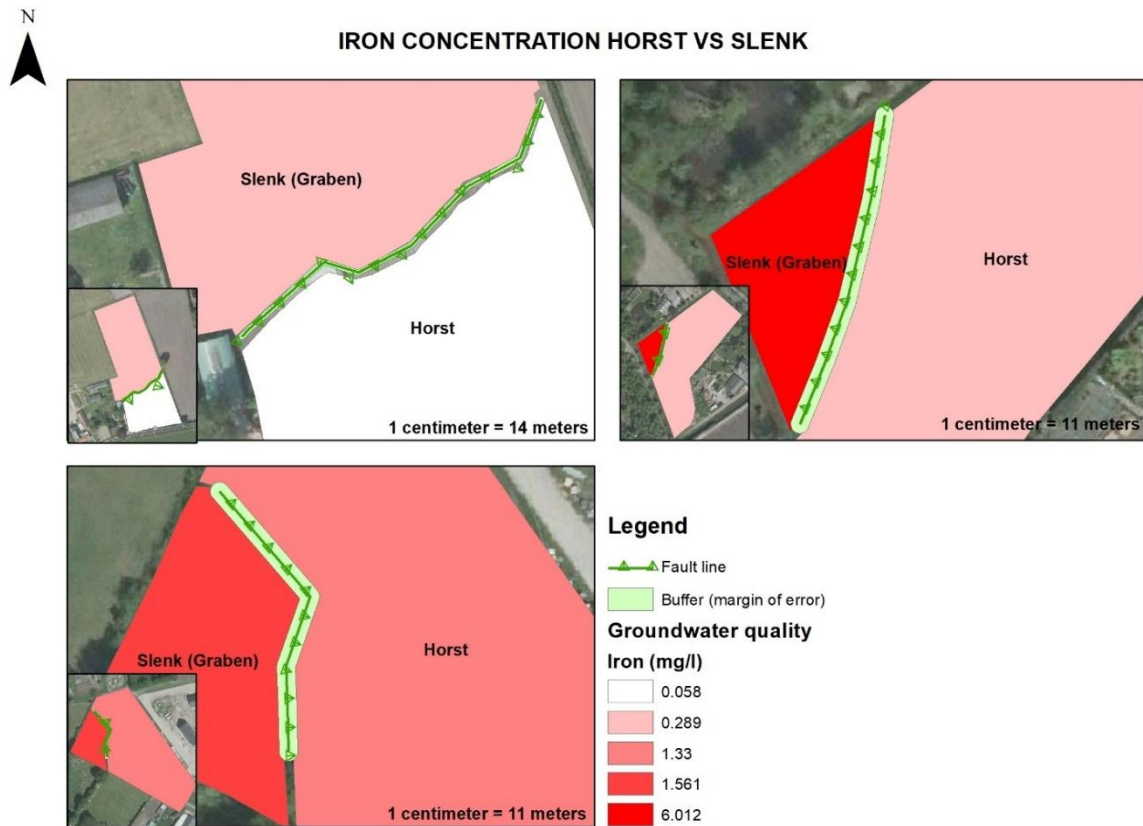 N
IRON CONCENTRATION HORST VS SLENK
Slenk (Graben)
Horst
1 centimeter = 14 meters
Slenk (Graben)
Horst
1 centimeter = 11 meters
Slenk (Graben)
Horst
1 centimeter = 11 meters
Legend
Fault line
Buffer (margin of error)
Groundwater quality
Iron (mg/l)
0.058
0.289
1.33
1.561
6.012